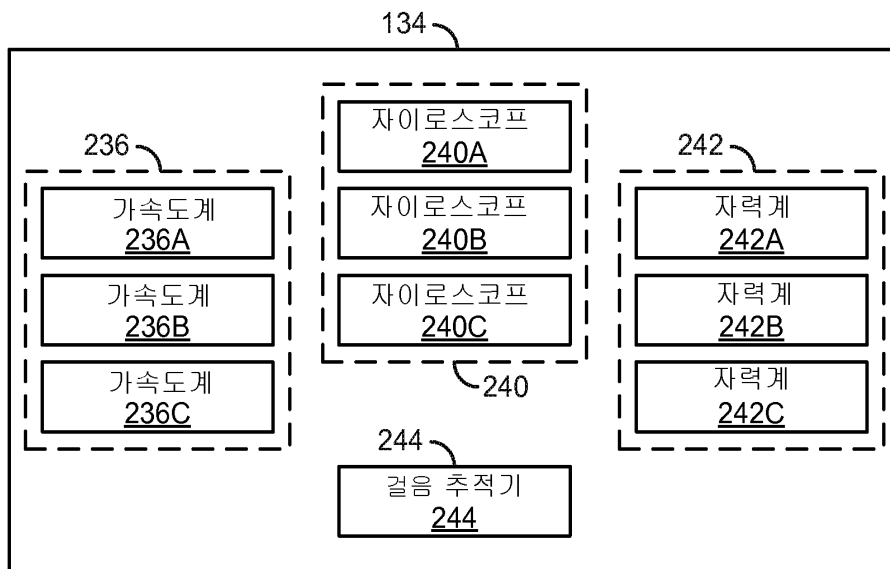 134
236
가속도계
236A
가속도계
236B
가속도계
236C
자이로스코프
240A
자이로스코프
240B
자이로스코프
240C
240
242
자력계
242A
자력계
242B
자력계
242C
244
걸음 추적기
244